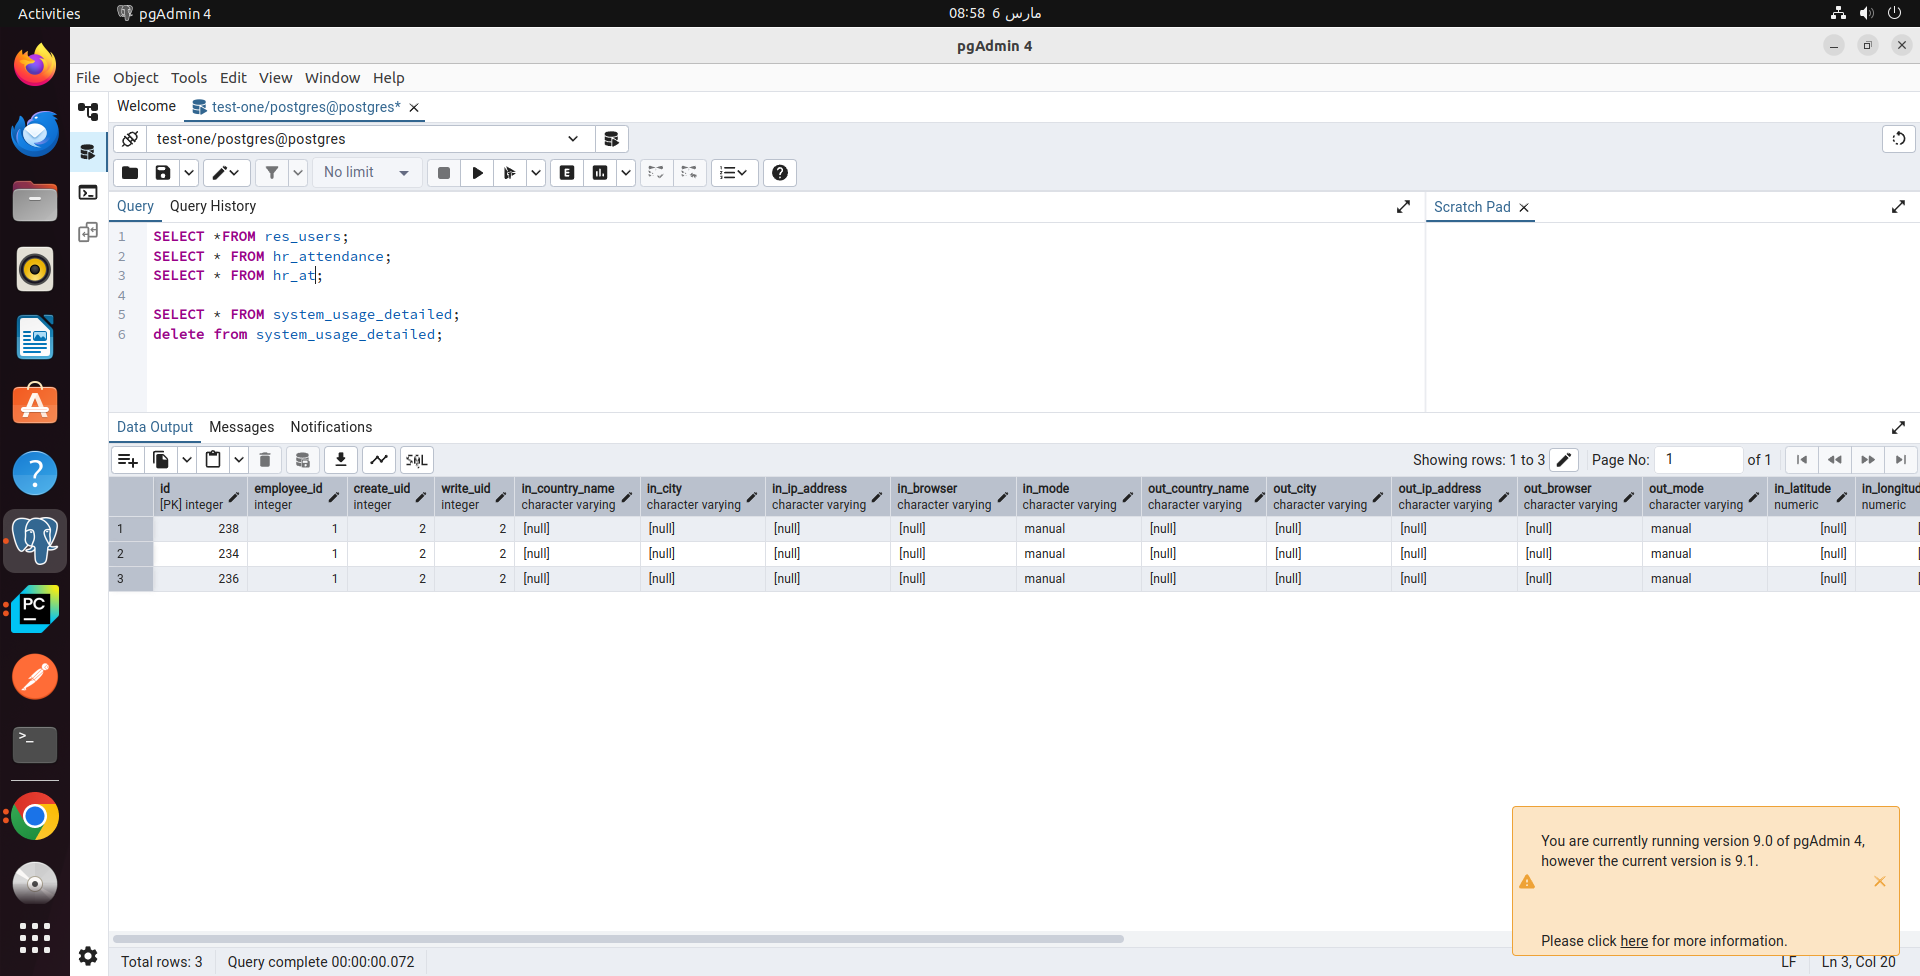 Activities
pgAdmin 4
08:58 6 مارس
pgAdmin 4
File Object Tools Edit View Window Help
Welcome
test-one/postgres@postgres*
test-one/postgres@postgres
No limit
Query
Query History
Scratch Pad
1 SELECT *FROM res_users;
2 SELECT * FROM hr_attendance;
3 SELECT * FROM hr_at;
4
5 SELECT * FROM system_usage_detailed;
6 delete from system_usage_detailed;
Data Output Messages Notifications
SQL
Showing rows: 1 to 3 Page No: 1 of 1
id employee_id create_uid write_uid in_country_name in_city in_ip_address in_browser in_mode out_country_name out_city out_ip_address out_browser out_mode in_latitude in_longitud
[PK] integer integer integer integer character varying character varying character varying character varying character varying character varying character varying character varying character varying character varying numeric numeric
1 238 1 2 2 [null] [null] [null] [null] manual [null] [null] [null] [null] manual [null] [
2 234 1 2 2 [null] [null] [null] [null] manual [null] [null] [null] [null] manual [null]
3 236 1 2 2 [null] [null] [null] [null] manual [null] [null] [null] [null] manual [null] [
PC
>_
You are currently running version 9.0 of pgAdmin 4,
however the current version is 9.1.
Please click here for more information.
Total rows: 3 Query complete 00:00:00.072 LF Ln 3, Col 20